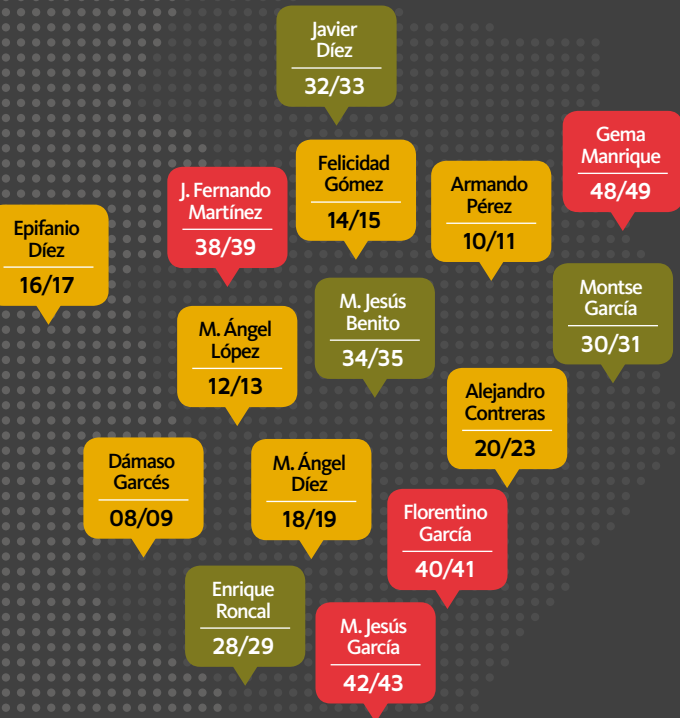 Javier
Díez
32/33
Gema
Manrique
48/49
Felicidad
Gómez
14/15
J. Fernando
Martínez
38/39
Armando
Pérez
10/11
Epifanio
Díez
16/17
Montse
García
30/31
M. Jesús
Benito
34/35
M. Ángel
López
12/13
Alejandro
Contreras
20/23
Dámaso
Garcés
08/09
M. Ángel
Díez
18/19
Florentino
García
40/41
Enrique
Roncal
28/29
M. Jesús
García
42/43